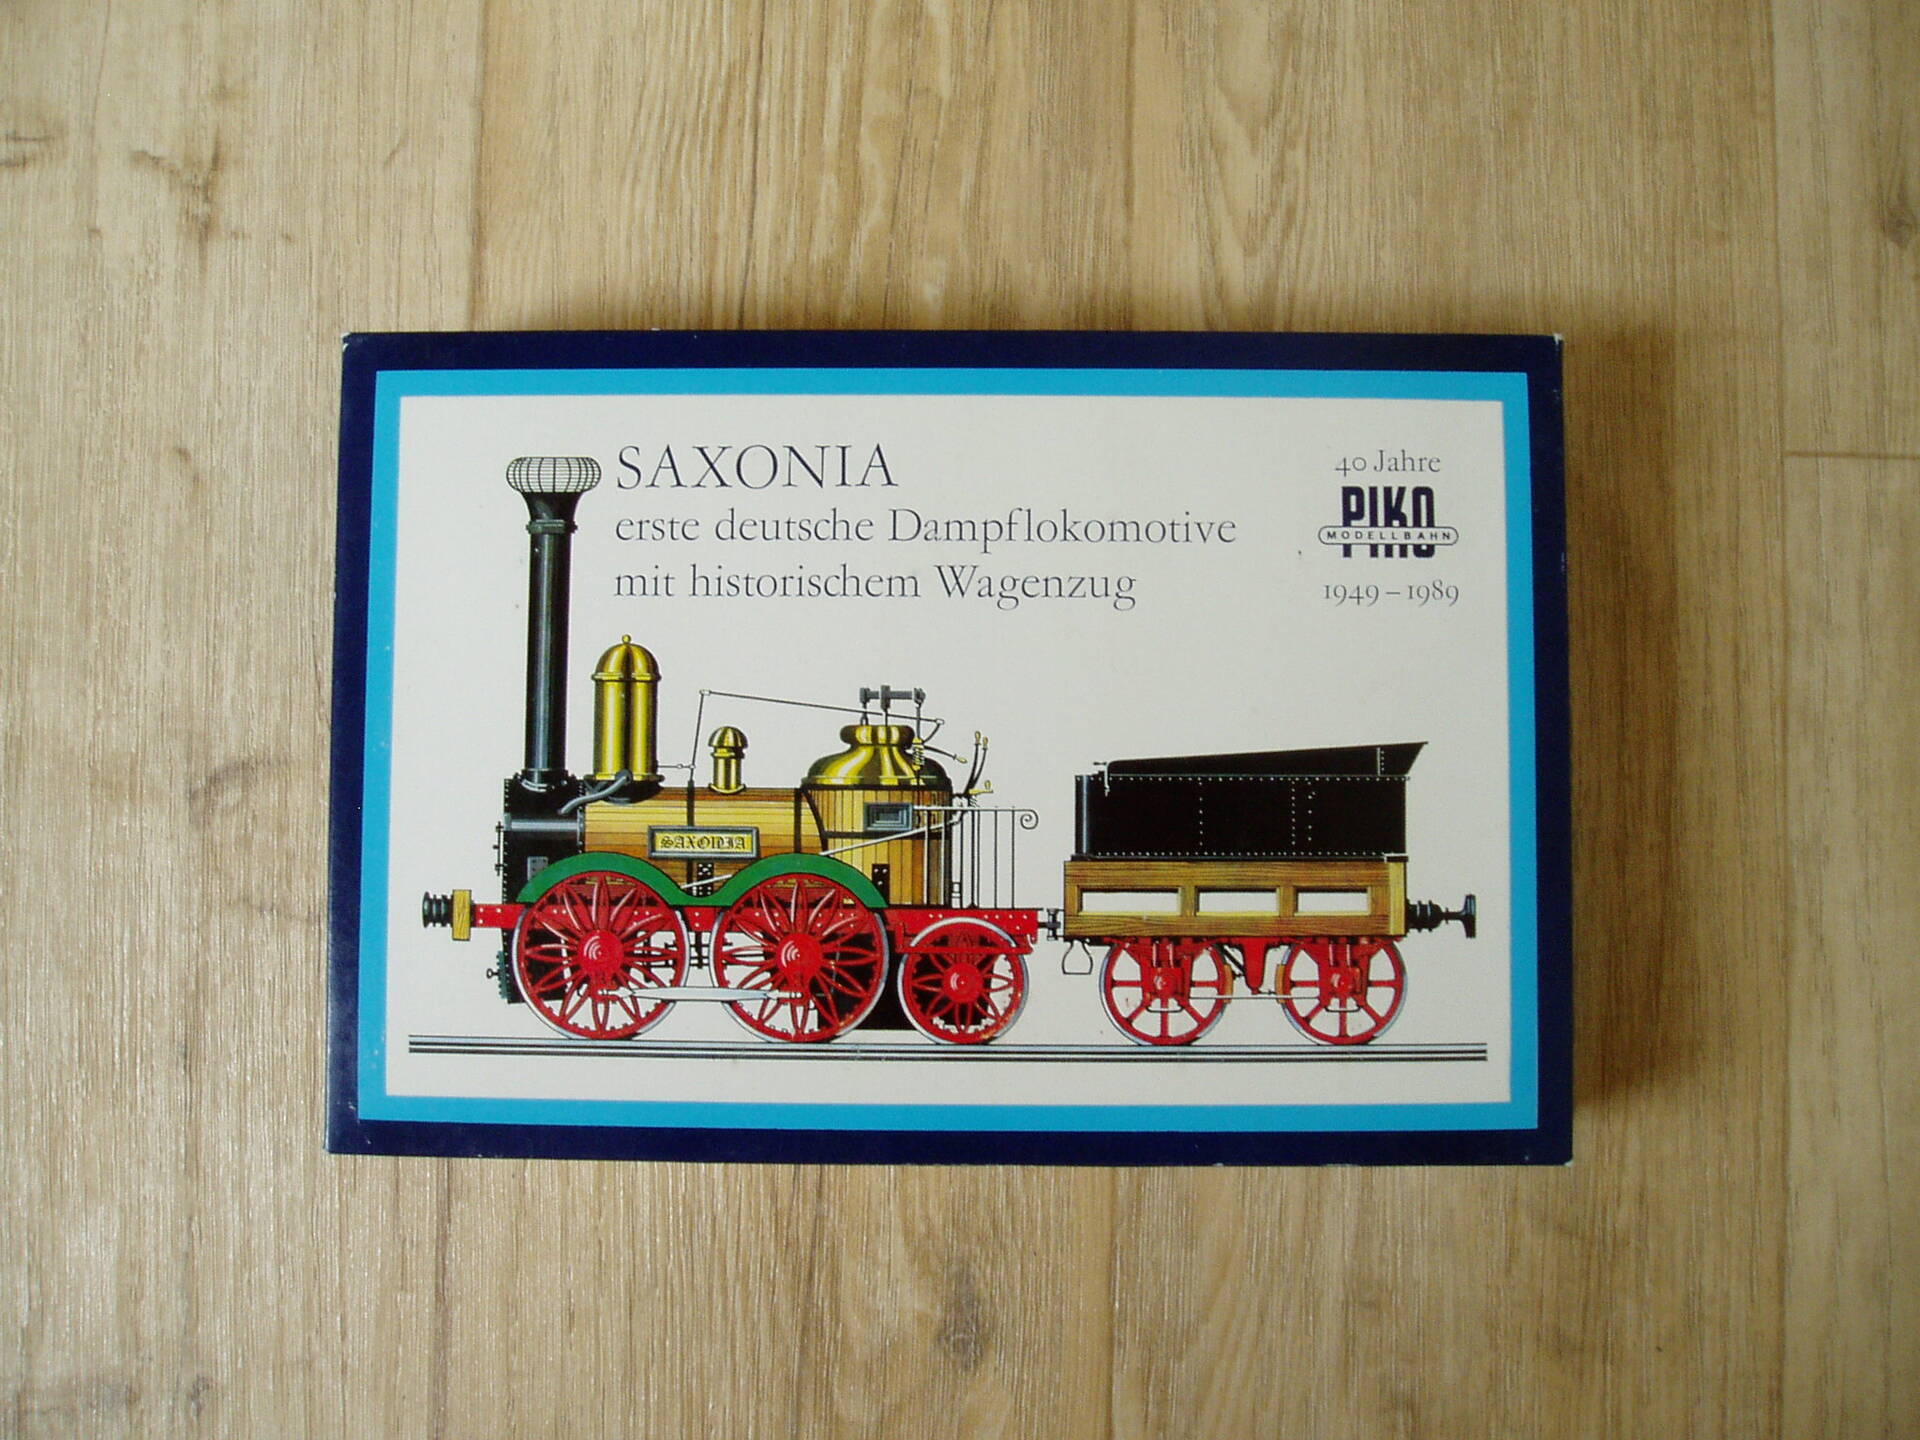 SAXONIA
erste deutsche Dampflokomotive
mit historischem Wagenzug
40 Jahre
PIKO
MODELLBAHN
1949–1989
SAXONIA